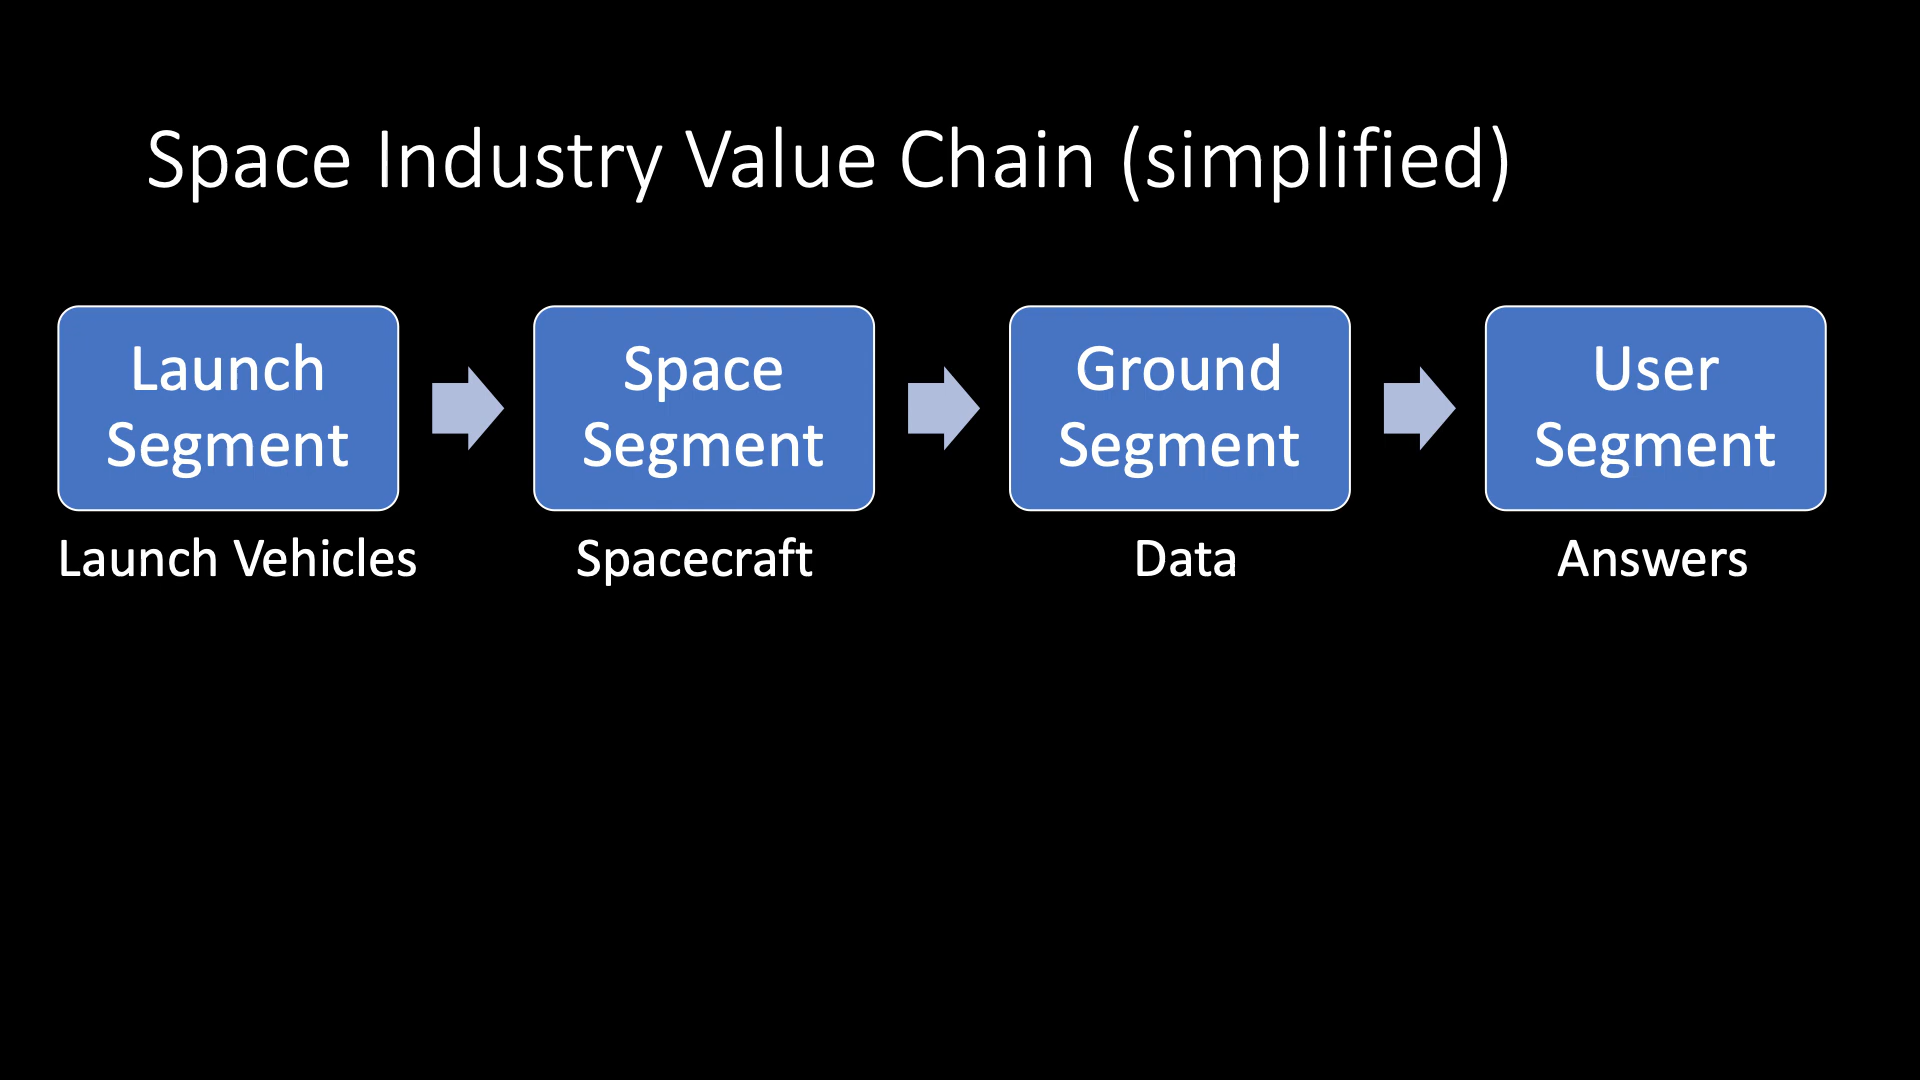 Space Industry Value Chain (simplified)
Launch
Segment
Launch Vehicles
Space
Segment
Spacecraft
Ground
Segment
Data
User
Segment
Answers